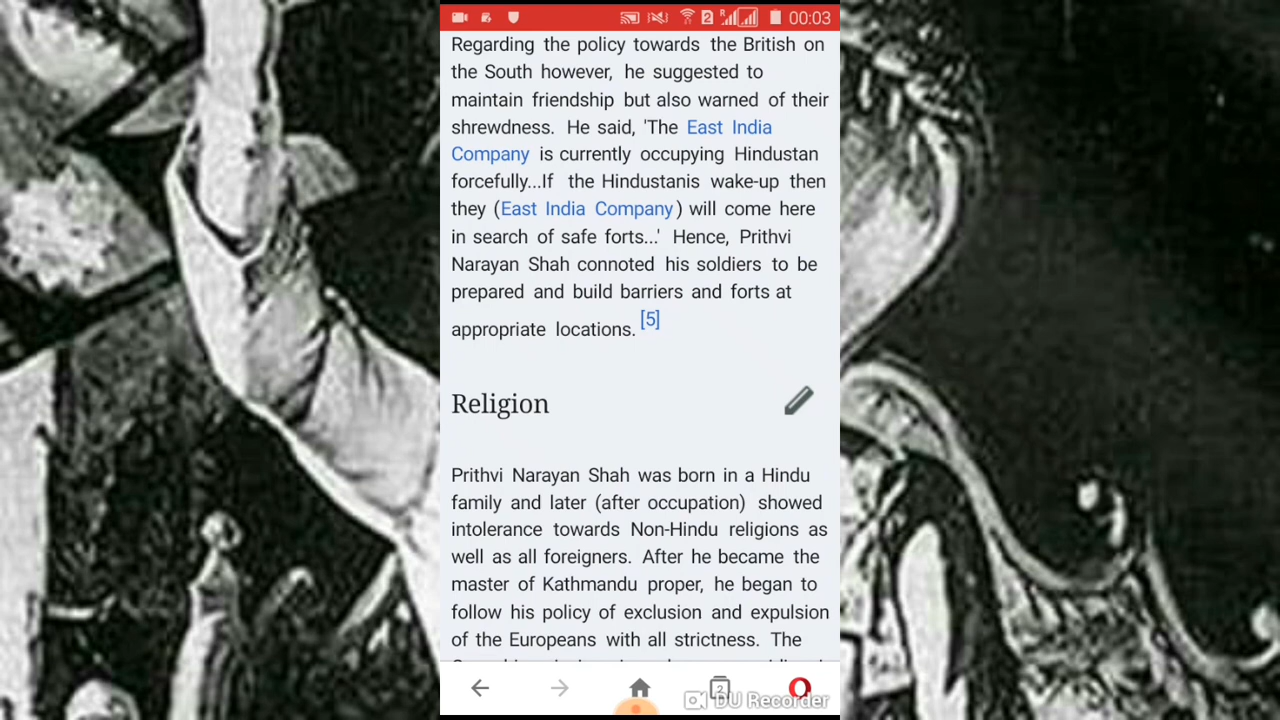 00:03
Regarding the policy towards the British on
the South however, he suggested to
maintain friendship but also warned of their
shrewdness. He said, 'The East India
Company is currently occupying Hindustan
forcefully...If the Hindustanis wake-up then
they (East India Company) will come here
in search of safe forts...' Hence, Prithvi
Narayan Shah connoted his soldiers to be
prepared and build barriers and forts at
appropriate locations. [5]
Religion
Prithvi Narayan Shah was born in a Hindu
family and later (after occupation) showed
intolerance towards Non-Hindu religions as
well as all foreigners. After he became the
master of Kathmandu proper, he began to
follow his policy of exclusion and expulsion
of the Europeans with all strictness. The
2
DU Recorder